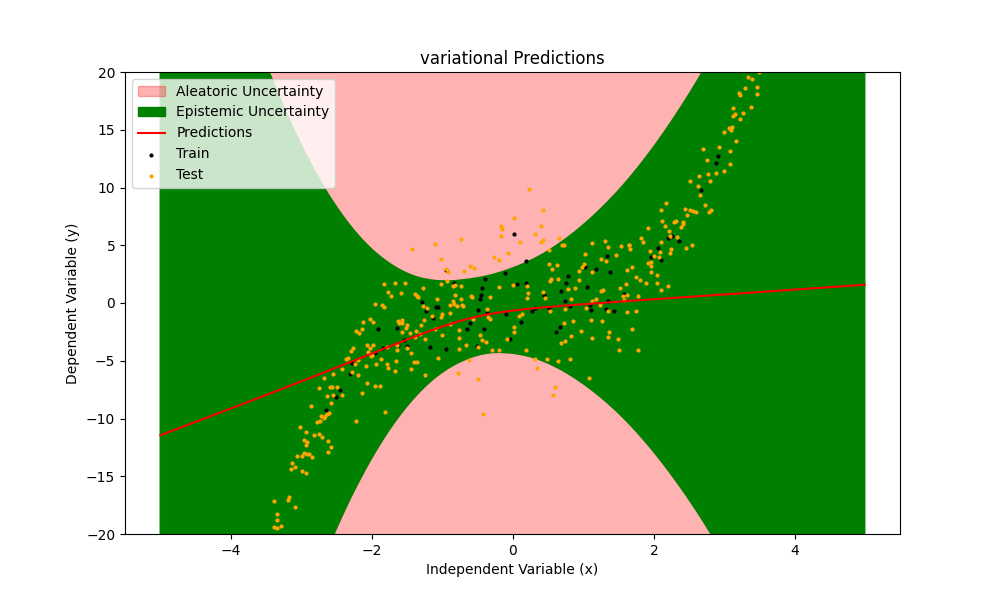 variational Predictions
Aleatoric Uncertainty
Epistemic Uncertainty
Predictions
Train
Test
20
15
10
5
0
−5
−10
−15
−20
Dependent Variable (y)
−4
−2
0
2
4
Independent Variable (x)